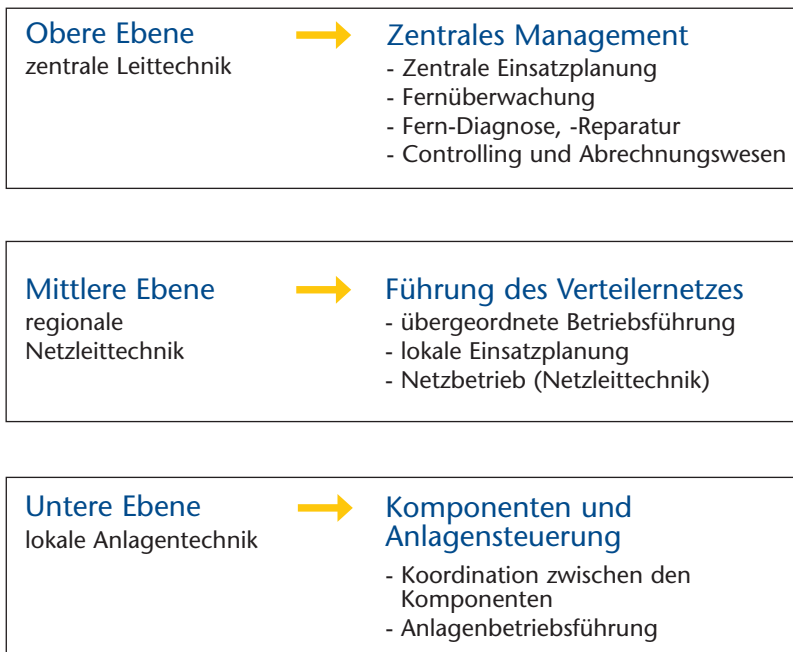 Obere Ebene
zentrale Leittechnik
Zentrales Management
- Zentrale Einsatzplanung
- Fernüberwachung
- Fern-Diagnose, -Reparatur
- Controlling und Abrechnungswesen
Mittlere Ebene
regionale
Netzleittechnik
Führung des Verteilernetzes
- übergeordnete Betriebsführung
- lokale Einsatzplanung
- Netzbetrieb (Netzleittechnik)
Untere Ebene
lokale Anlagentechnik
Komponenten und
Anlagensteuerung
- Koordination zwischen den
Komponenten
- Anlagenbetriebsführung